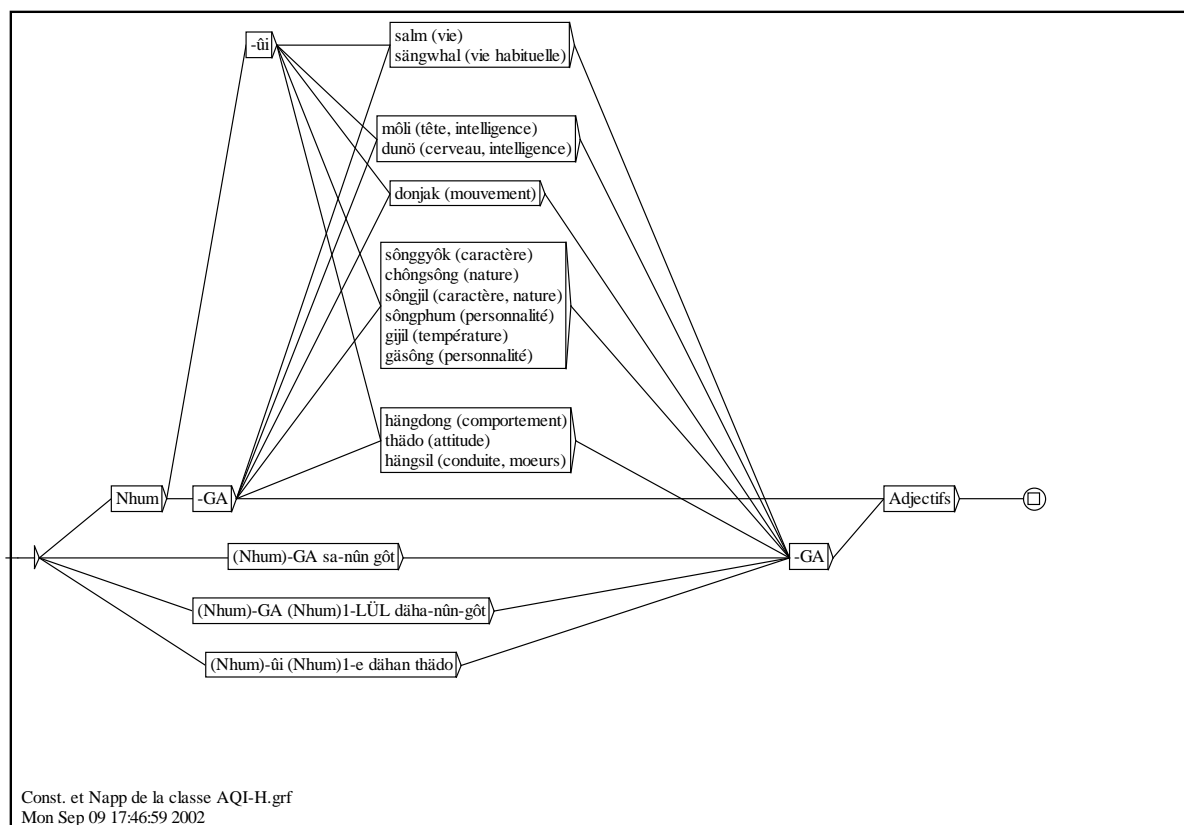 -ûi
salm (vie)
sängwhal (vie habituelle)
môli (tête, intelligence)
dunö (cerveau, intelligence)
donjak (mouvement)
sônggyôk (caractère)
chôngsông (nature)
sôngjil (caractère, nature)
sôngphum (personnalité)
gijil (température)
gäsông (personnalité)
hängdong (comportement)
thädo (attitude)
hängsil (conduite, moeurs)
Nhum
-GA
Adjectifs
(Nhum)-GA sa-nûn gôt
-GA
(Nhum)-GA (Nhum)1-LÜL däha-nûn-gôt
(Nhum)-ûi (Nhum)1-e dähan thädo
Const. et Napp de la classe AQI-H.grf
Mon Sep 09 17:46:59 2002